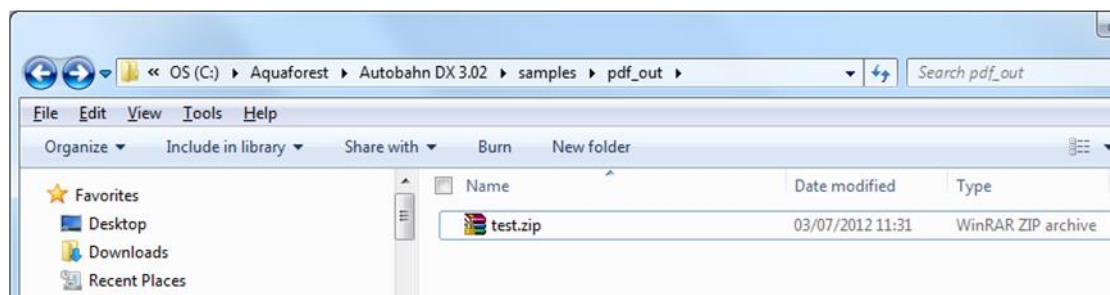 « OS (C:) ▸ Aquaforest ▸ Autobahn DX 3.02 ▸ samples ▸ pdf_out ▸ Search pdf_out
File Edit View Tools Help
Organize ▾ Include in library ▾ Share with ▾ Burn New folder
Favorites
Desktop
Downloads
Recent Places
Name Date modified Type
test.zip 03/07/2012 11:31 WinRAR ZIP archive